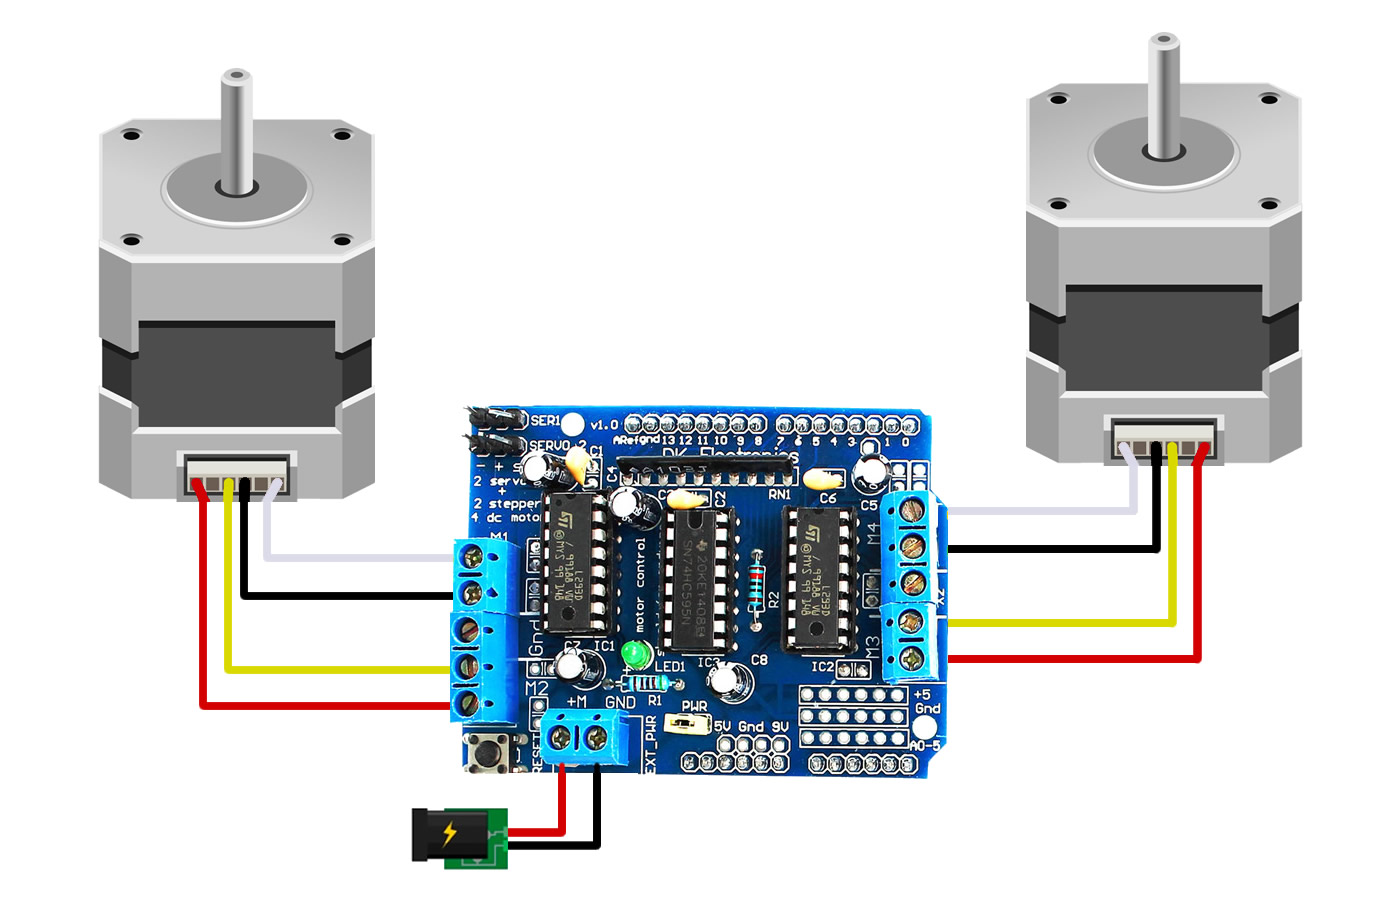 SER1
v1.0
ARef
gnd
13 12 11 10 9 8
7 6 5 4 3
1 0
SERVO 2
C1
DK Electronics
- + S
C4
2 servo
+
2 stepper
4 dc motor
RN1
C2
C6
C5
M1
M4
motor control
SN74HC595N
R2
X2
Gnd
C7
IC1
LED1
IC3
C8
IC2
M3
M2
+M
GND
R1
PWR
5V Gnd 9V
+5
Gnd
A0-5
RESET
EXT_PWR